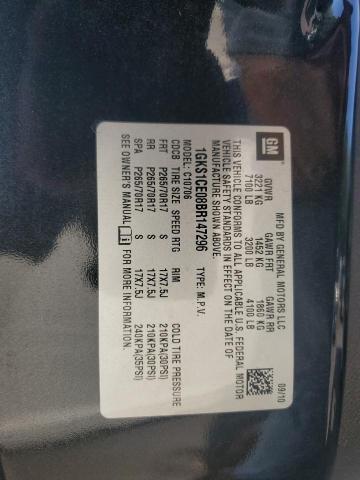 GM
MFD BY GENERAL MOTORS LLC 09/10
GVWR GAWR FRT GAWR RR
3221 KG 1452 KG 1860 KG
7100 LB 3200 LB 4100 LB
THIS VEHICLE CONFORMS TO ALL APPLICABLE U.S. FEDERAL MOTOR
VEHICLE SAFETY STANDARDS IN EFFECT ON THE DATE OF
MANUFACTURE SHOWN ABOVE.
1GKS1CE08BR147296 TYPE: M.P.V.
MODEL: C10706
CDCB TIRE SIZE SPEED RTG RIM COLD TIRE PRESSURE
FRT P265/70R17 S 17X7.5J 210KPA(30PSI)
RR P265/70R17 S 17X7.5J 210KPA(30PSI)
SPA P265/70R17 S 17X7.5J 240KPA(35PSI)
SEE OWNER'S MANUAL i FOR MORE INFORMATION.